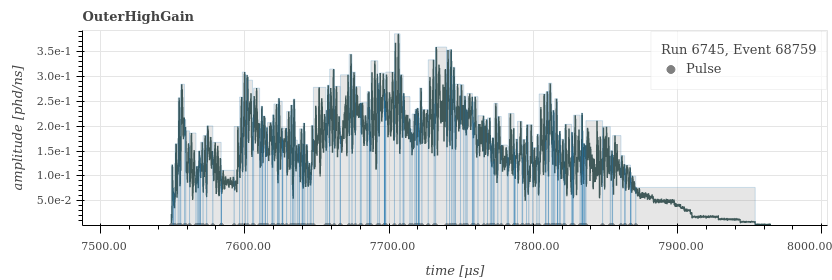 OuterHighGain
Run 6745, Event 68759
Pulse
amplitude [phd/ns]
3.5e-1
3.0e-1
2.5e-1
2.0e-1
1.5e-1
1.0e-1
5.0e-2
7500.00 7600.00 7700.00 7800.00 7900.00 8000.00
time [μs]